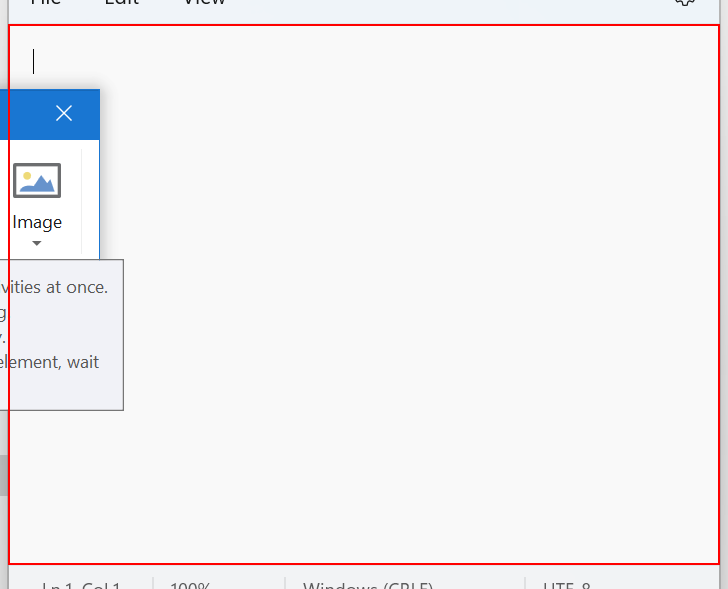 File Edit View
Image
vities at once.
g
y.
element, wait
Ln 1, Col 1 100% Windows (CRLF) UTF-8